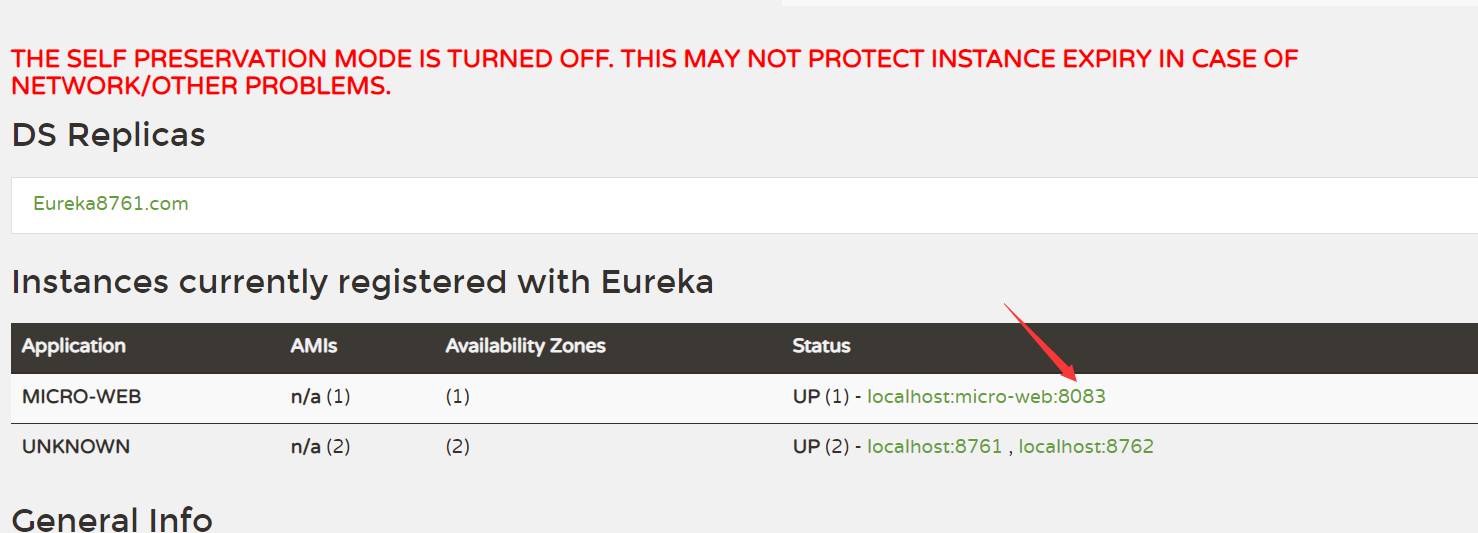 THE SELF PRESERVATION MODE IS TURNED OFF. THIS MAY NOT PROTECT INSTANCE EXPIRY IN CASE OF
NETWORK/OTHER PROBLEMS.
DS Replicas
Eureka8761.com
Instances currently registered with Eureka
Application AMIs Availability Zones Status
MICRO-WEB n/a (1) (1) UP (1) - localhost:micro-web:8083
UNKNOWN n/a (2) (2) UP (2) - localhost:8761 , localhost:8762
General Info